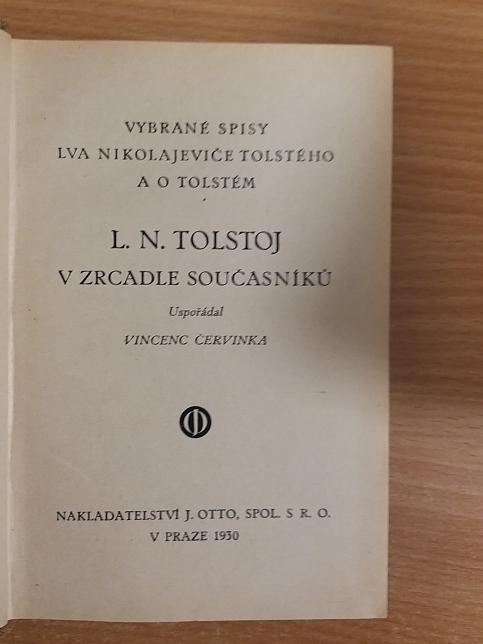 VYBRANÉ SPISY
LVA NIKOLAJEVIČE TOLSTÉHO
A O TOLSTÉM
L. N. TOLSTOJ
V ZRCADLE SOUČASNÍKŮ
Uspořádal
VINCENC ČERVINKA
NAKLADATELSTVÍ J. OTTO, SPOL. S R. O.
V PRAZE 1930